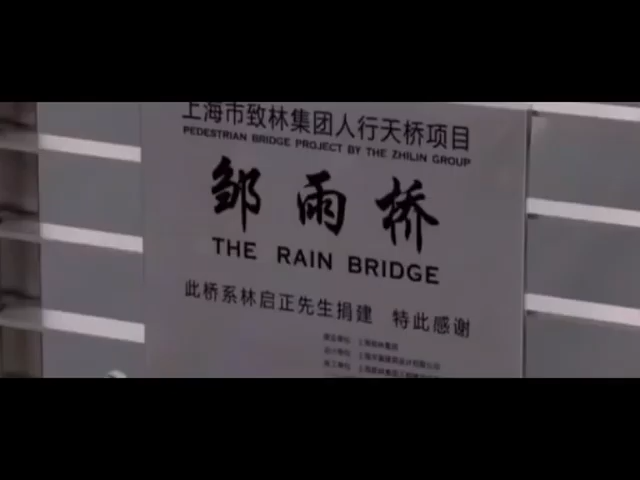 上海市致林集团人行天桥项目
PEDESTRIAN BRIDGE PROJECT BY THE ZHILIN GROUP
邹雨桥
THE RAIN BRIDGE
此桥系林启正先生捐建 特此感谢